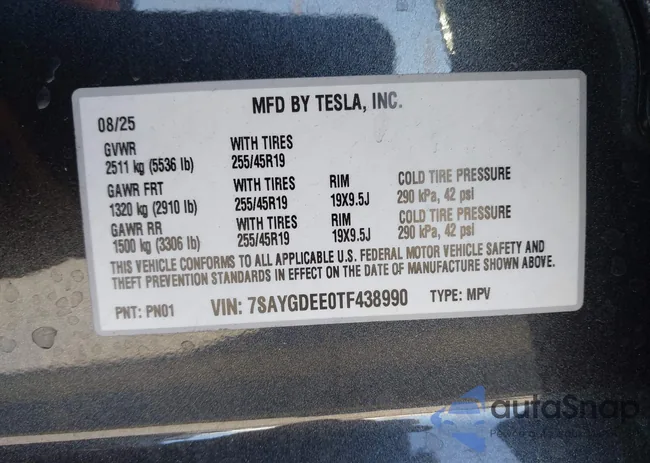 MFD BY TESLA, INC.
08/25
GVWR WITH TIRES
2511 kg (5536 lb) 255/45R19
GAWR FRT WITH TIRES RIM COLD TIRE PRESSURE
1320 kg (2910 lb) 255/45R19 19X9.5J 290 kPa, 42 psi
GAWR RR WITH TIRES RIM COLD TIRE PRESSURE
1500 kg (3306 lb) 255/45R19 19X9.5J 290 kPa, 42 psi
THIS VEHICLE CONFORMS TO ALL APPLICABLE U.S. FEDERAL MOTOR VEHICLE SAFETY AND
THEFT PREVENTION STANDARDS IN EFFECT ON THE DATE OF MANUFACTURE SHOWN ABOVE.
PNT: PN01 VIN: 7SAYGDEE0TF438990 TYPE: MPV
autoSnap